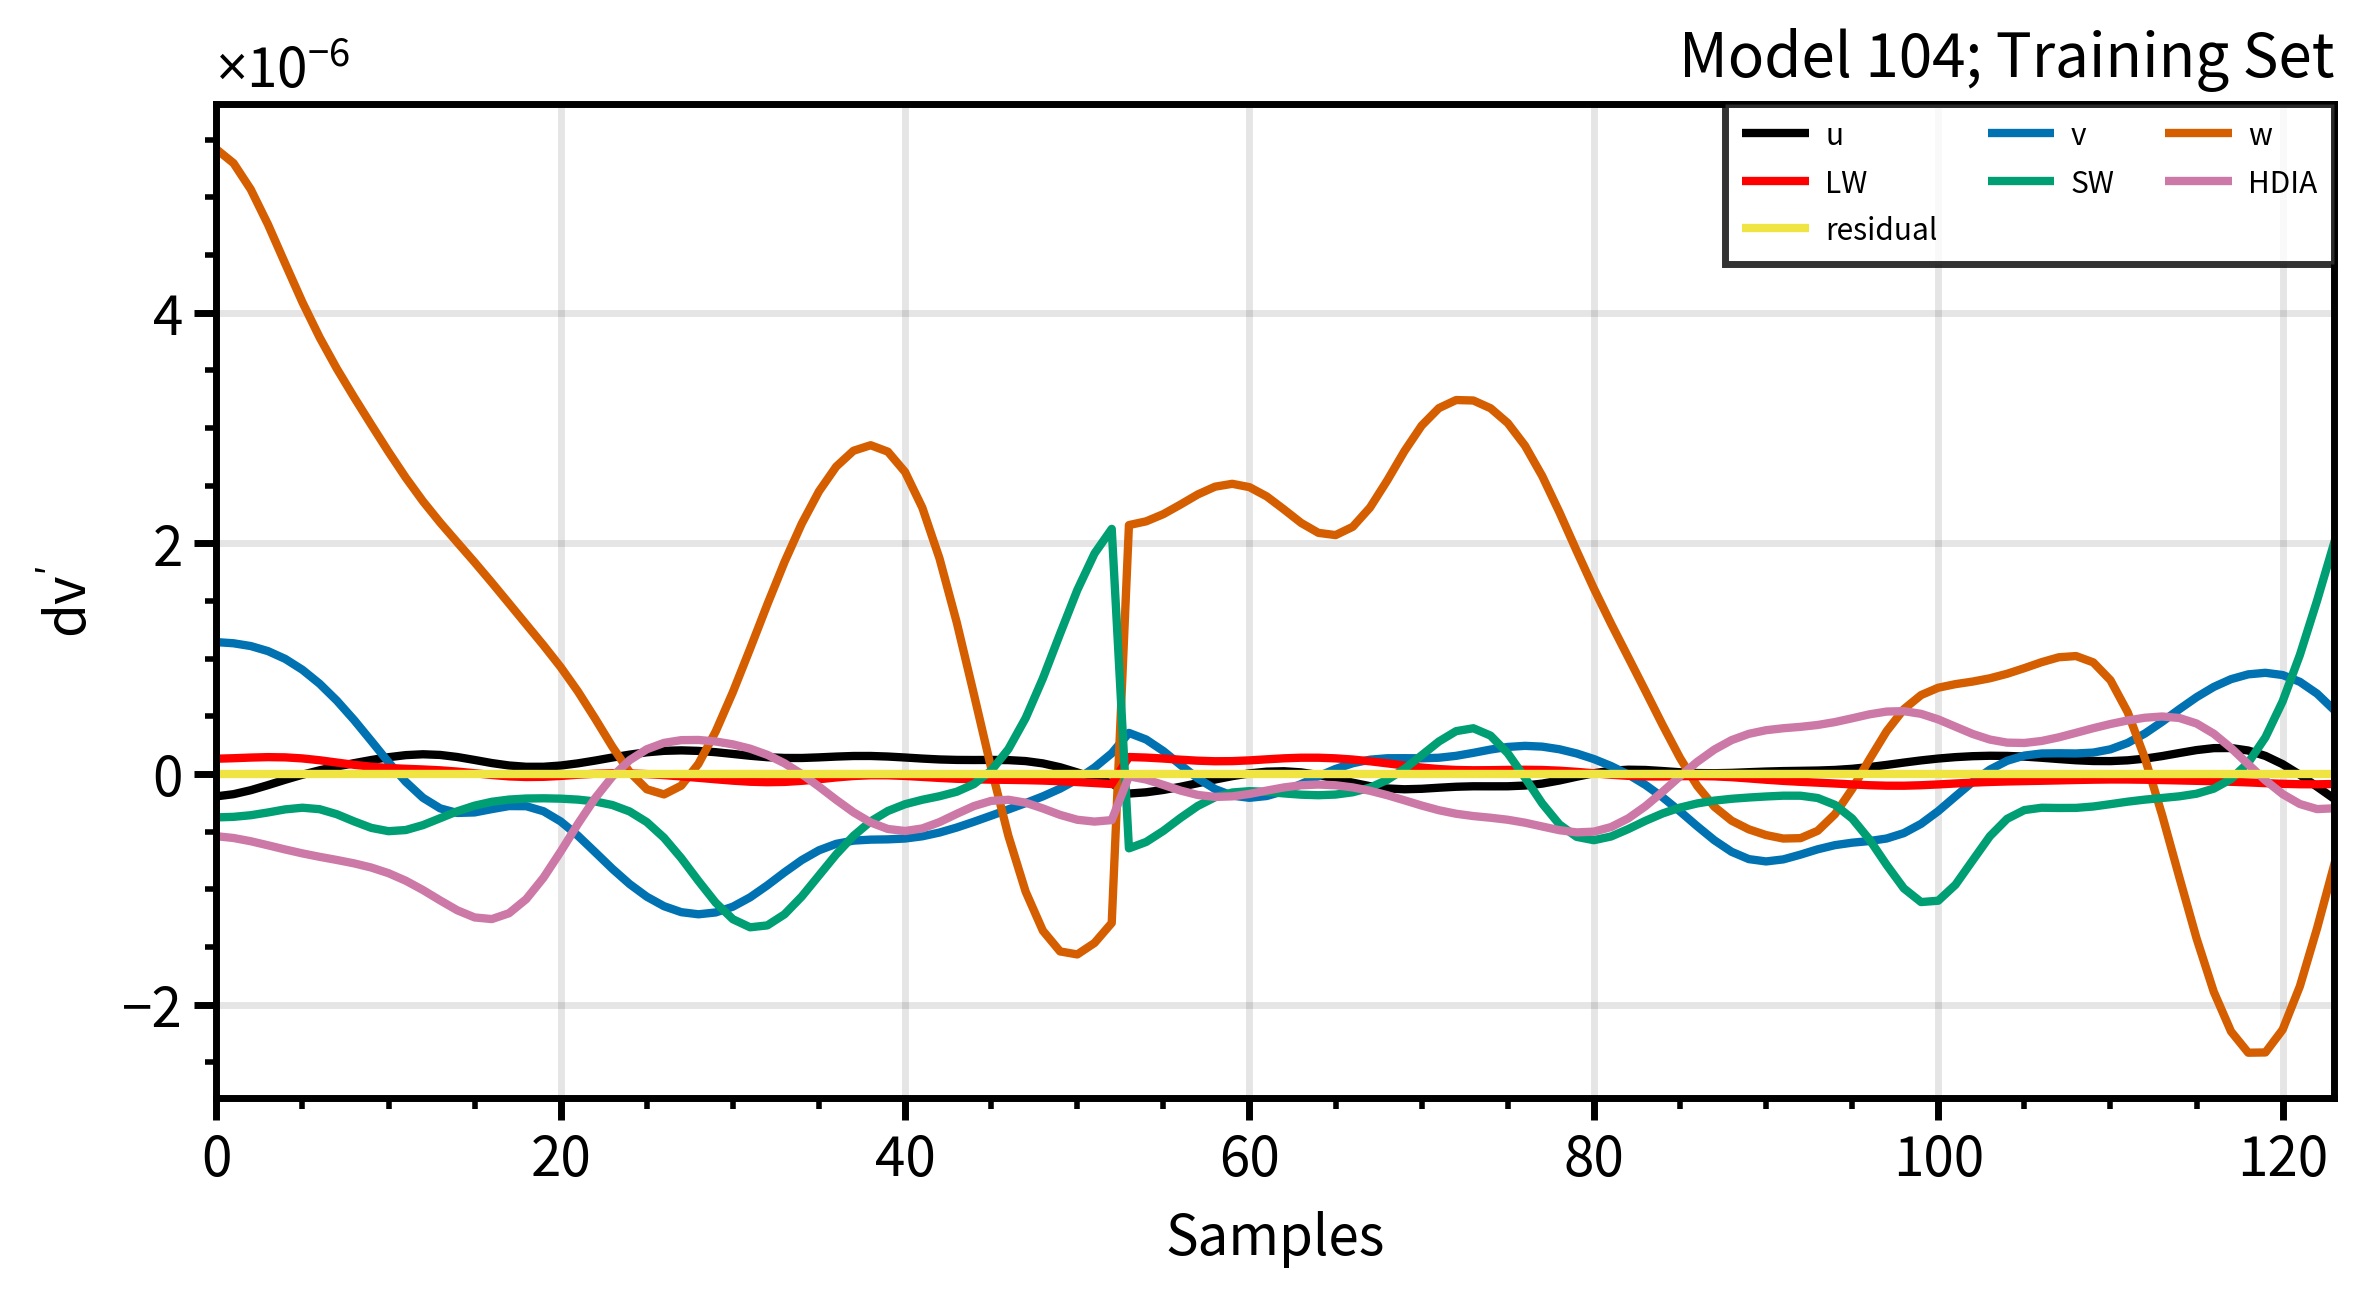 ×10⁻⁶
Model 104; Training Set
u v w
LW SW HDIA
residual
4
2
0
−2
dv′
0 20 40 60 80 100 120
Samples